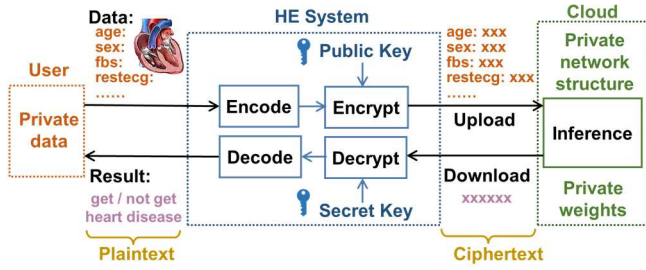 Data:
age:
sex:
fbs:
restecg:
......
User
Private
data
HE System
Public Key
Encode
Encrypt
Decode
Decrypt
Secret Key
age: xxx
sex: xxx
fbs: xxx
restecg: xxx
......
Upload
Download
xxxxxx
Cloud
Private
network
structure
Inference
Private
weights
Result:
get / not get
heart disease
Plaintext
Ciphertext